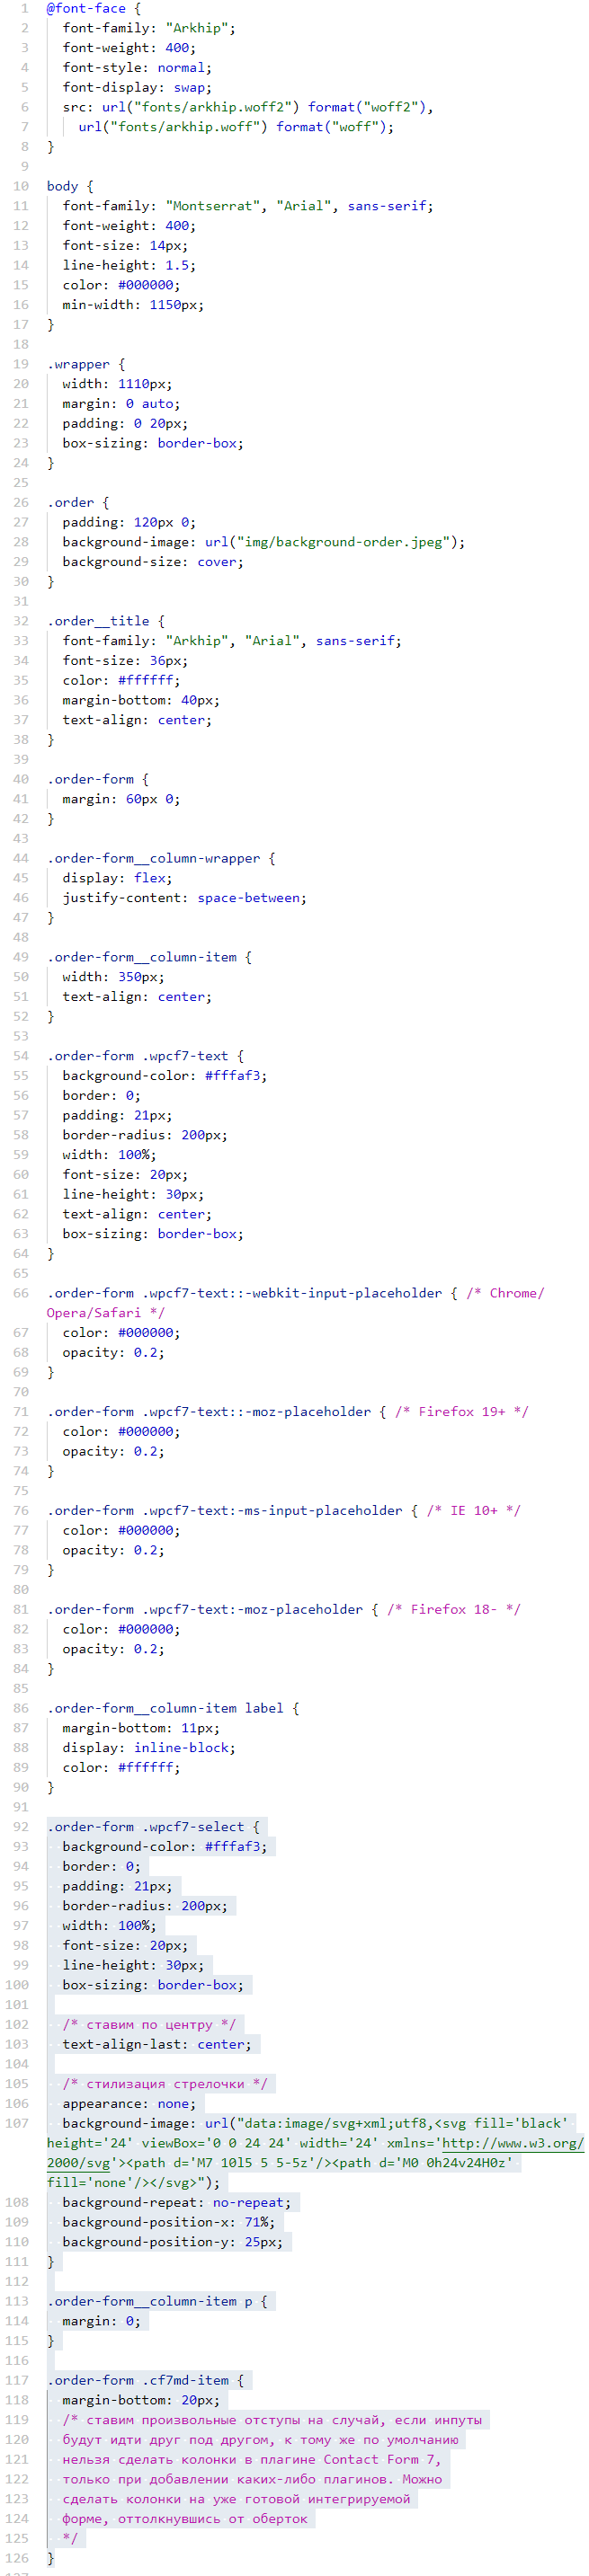 1 @font-face {
2 font-family: "Arkhip";
3 font-weight: 400;
4 font-style: normal;
5 font-display: swap;
6 src: url("fonts/arkhip.woff2") format("woff2"),
7 url("fonts/arkhip.woff") format("woff");
8 }
9
10 body {
11 font-family: "Montserrat", "Arial", sans-serif;
12 font-weight: 400;
13 font-size: 14px;
14 line-height: 1.5;
15 color: #000000;
16 min-width: 1150px;
17 }
18
19 .wrapper {
20 width: 1110px;
21 margin: 0 auto;
22 padding: 0 20px;
23 box-sizing: border-box;
24 }
25
26 .order {
27 padding: 120px 0;
28 background-image: url("img/background-order.jpeg");
29 background-size: cover;
30 }
31
32 .order__title {
33 font-family: "Arkhip", "Arial", sans-serif;
34 font-size: 36px;
35 color: #ffffff;
36 margin-bottom: 40px;
37 text-align: center;
38 }
39
40 .order-form {
41 margin: 60px 0;
42 }
43
44 .order-form__column-wrapper {
45 display: flex;
46 justify-content: space-between;
47 }
48
49 .order-form__column-item {
50 width: 350px;
51 text-align: center;
52 }
53
54 .order-form .wpcf7-text {
55 background-color: #fffaf3;
56 border: 0;
57 padding: 21px;
58 border-radius: 200px;
59 width: 100%;
60 font-size: 20px;
61 line-height: 30px;
62 text-align: center;
63 box-sizing: border-box;
64 }
65
66 .order-form .wpcf7-text::-webkit-input-placeholder { /* Chrome/
Opera/Safari */
67 color: #000000;
68 opacity: 0.2;
69 }
70
71 .order-form .wpcf7-text::-moz-placeholder { /* Firefox 19+ */
72 color: #000000;
73 opacity: 0.2;
74 }
75
76 .order-form .wpcf7-text:-ms-input-placeholder { /* IE 10+ */
77 color: #000000;
78 opacity: 0.2;
79 }
80
81 .order-form .wpcf7-text:-moz-placeholder { /* Firefox 18- */
82 color: #000000;
83 opacity: 0.2;
84 }
85
86 .order-form__column-item label {
87 margin-bottom: 11px;
88 display: inline-block;
89 color: #ffffff;
90 }
91
92 .order-form .wpcf7-select {
93 background-color: #fffaf3;
94 border: 0;
95 padding: 21px;
96 border-radius: 200px;
97 width: 100%;
98 font-size: 20px;
99 line-height: 30px;
100 box-sizing: border-box;
101
102 /* ставим по центру */
103 text-align-last: center;
104
105 /* стилизация стрелочки */
106 appearance: none;
107 background-image: url("data:image/svg+xml;utf8,<svg fill='black'
height='24' viewBox='0 0 24 24' width='24' xmlns='http://www.w3.org/
2000/svg'><path d='M7 10l5 5 5-5z'/><path d='M0 0h24v24H0z'
fill='none'/></svg>");
108 background-repeat: no-repeat;
109 background-position-x: 71%;
110 background-position-y: 25px;
111 }
112
113 .order-form__column-item p {
114 margin: 0;
115 }
116
117 .order-form .cf7md-item {
118 margin-bottom: 20px;
119 /* ставим произвольные отступы на случай, если инпуты
120 будут идти друг под другом, к тому же по умолчанию
121 нельзя сделать колонки в плагине Contact Form 7,
122 только при добавлении каких-либо плагинов. Можно
123 сделать колонки на уже готовой интегрируемой
124 форме, оттолкнувшись от оберток
125 */
126 }